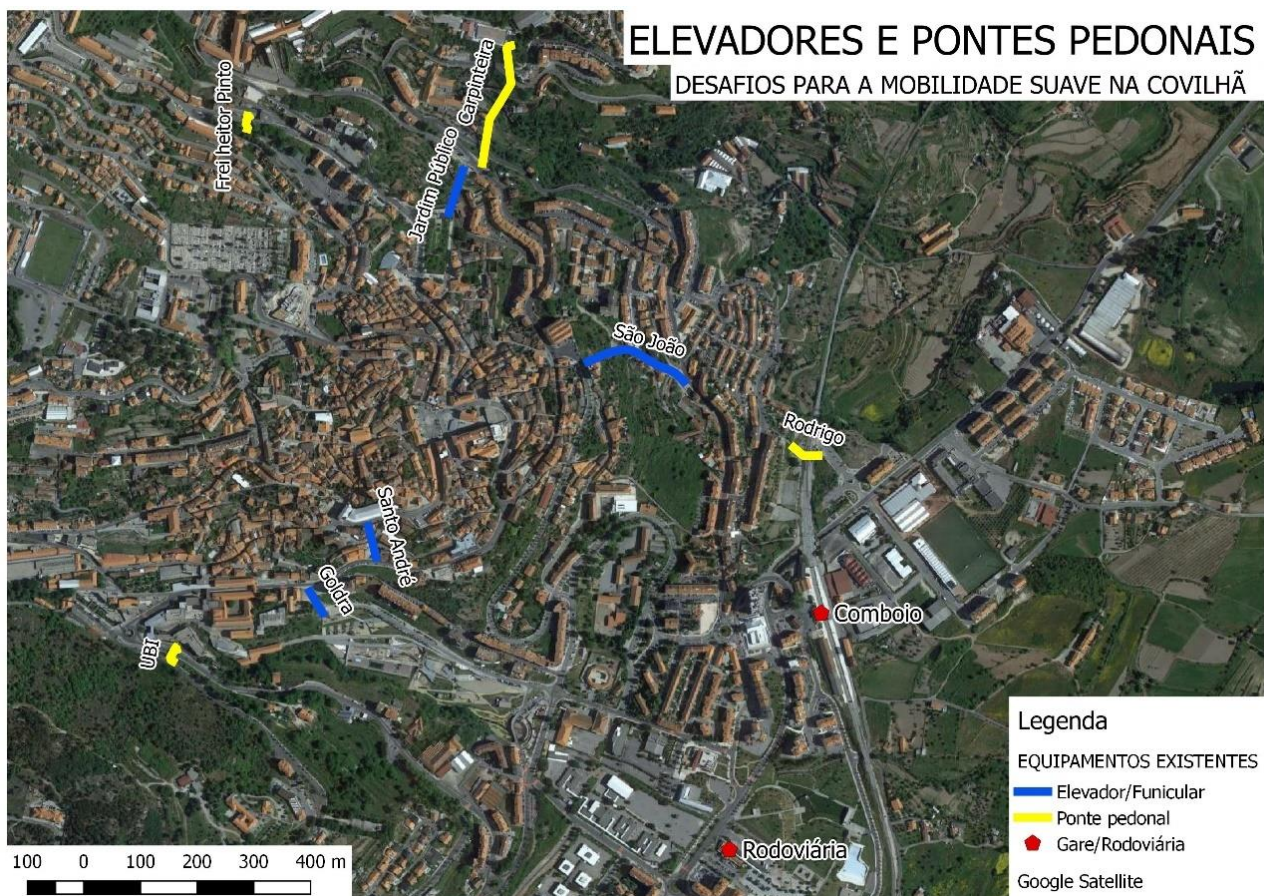 ELEVADORES E PONTES PEDONAIS
DESAFIOS PARA A MOBILIDADE SUAVE NA COVILHÃ
Frei heitor Pinto
Jardim Público
Carpinteira
São João
Rodrigo
Santo André
Goldra
UBI
Comboio
Rodoviária
Legenda
EQUIPAMENTOS EXISTENTES
Elevador/Funicular
Ponte pedonal
Gare/Rodoviária
Google Satellite
100 0 100 200 300 400 m